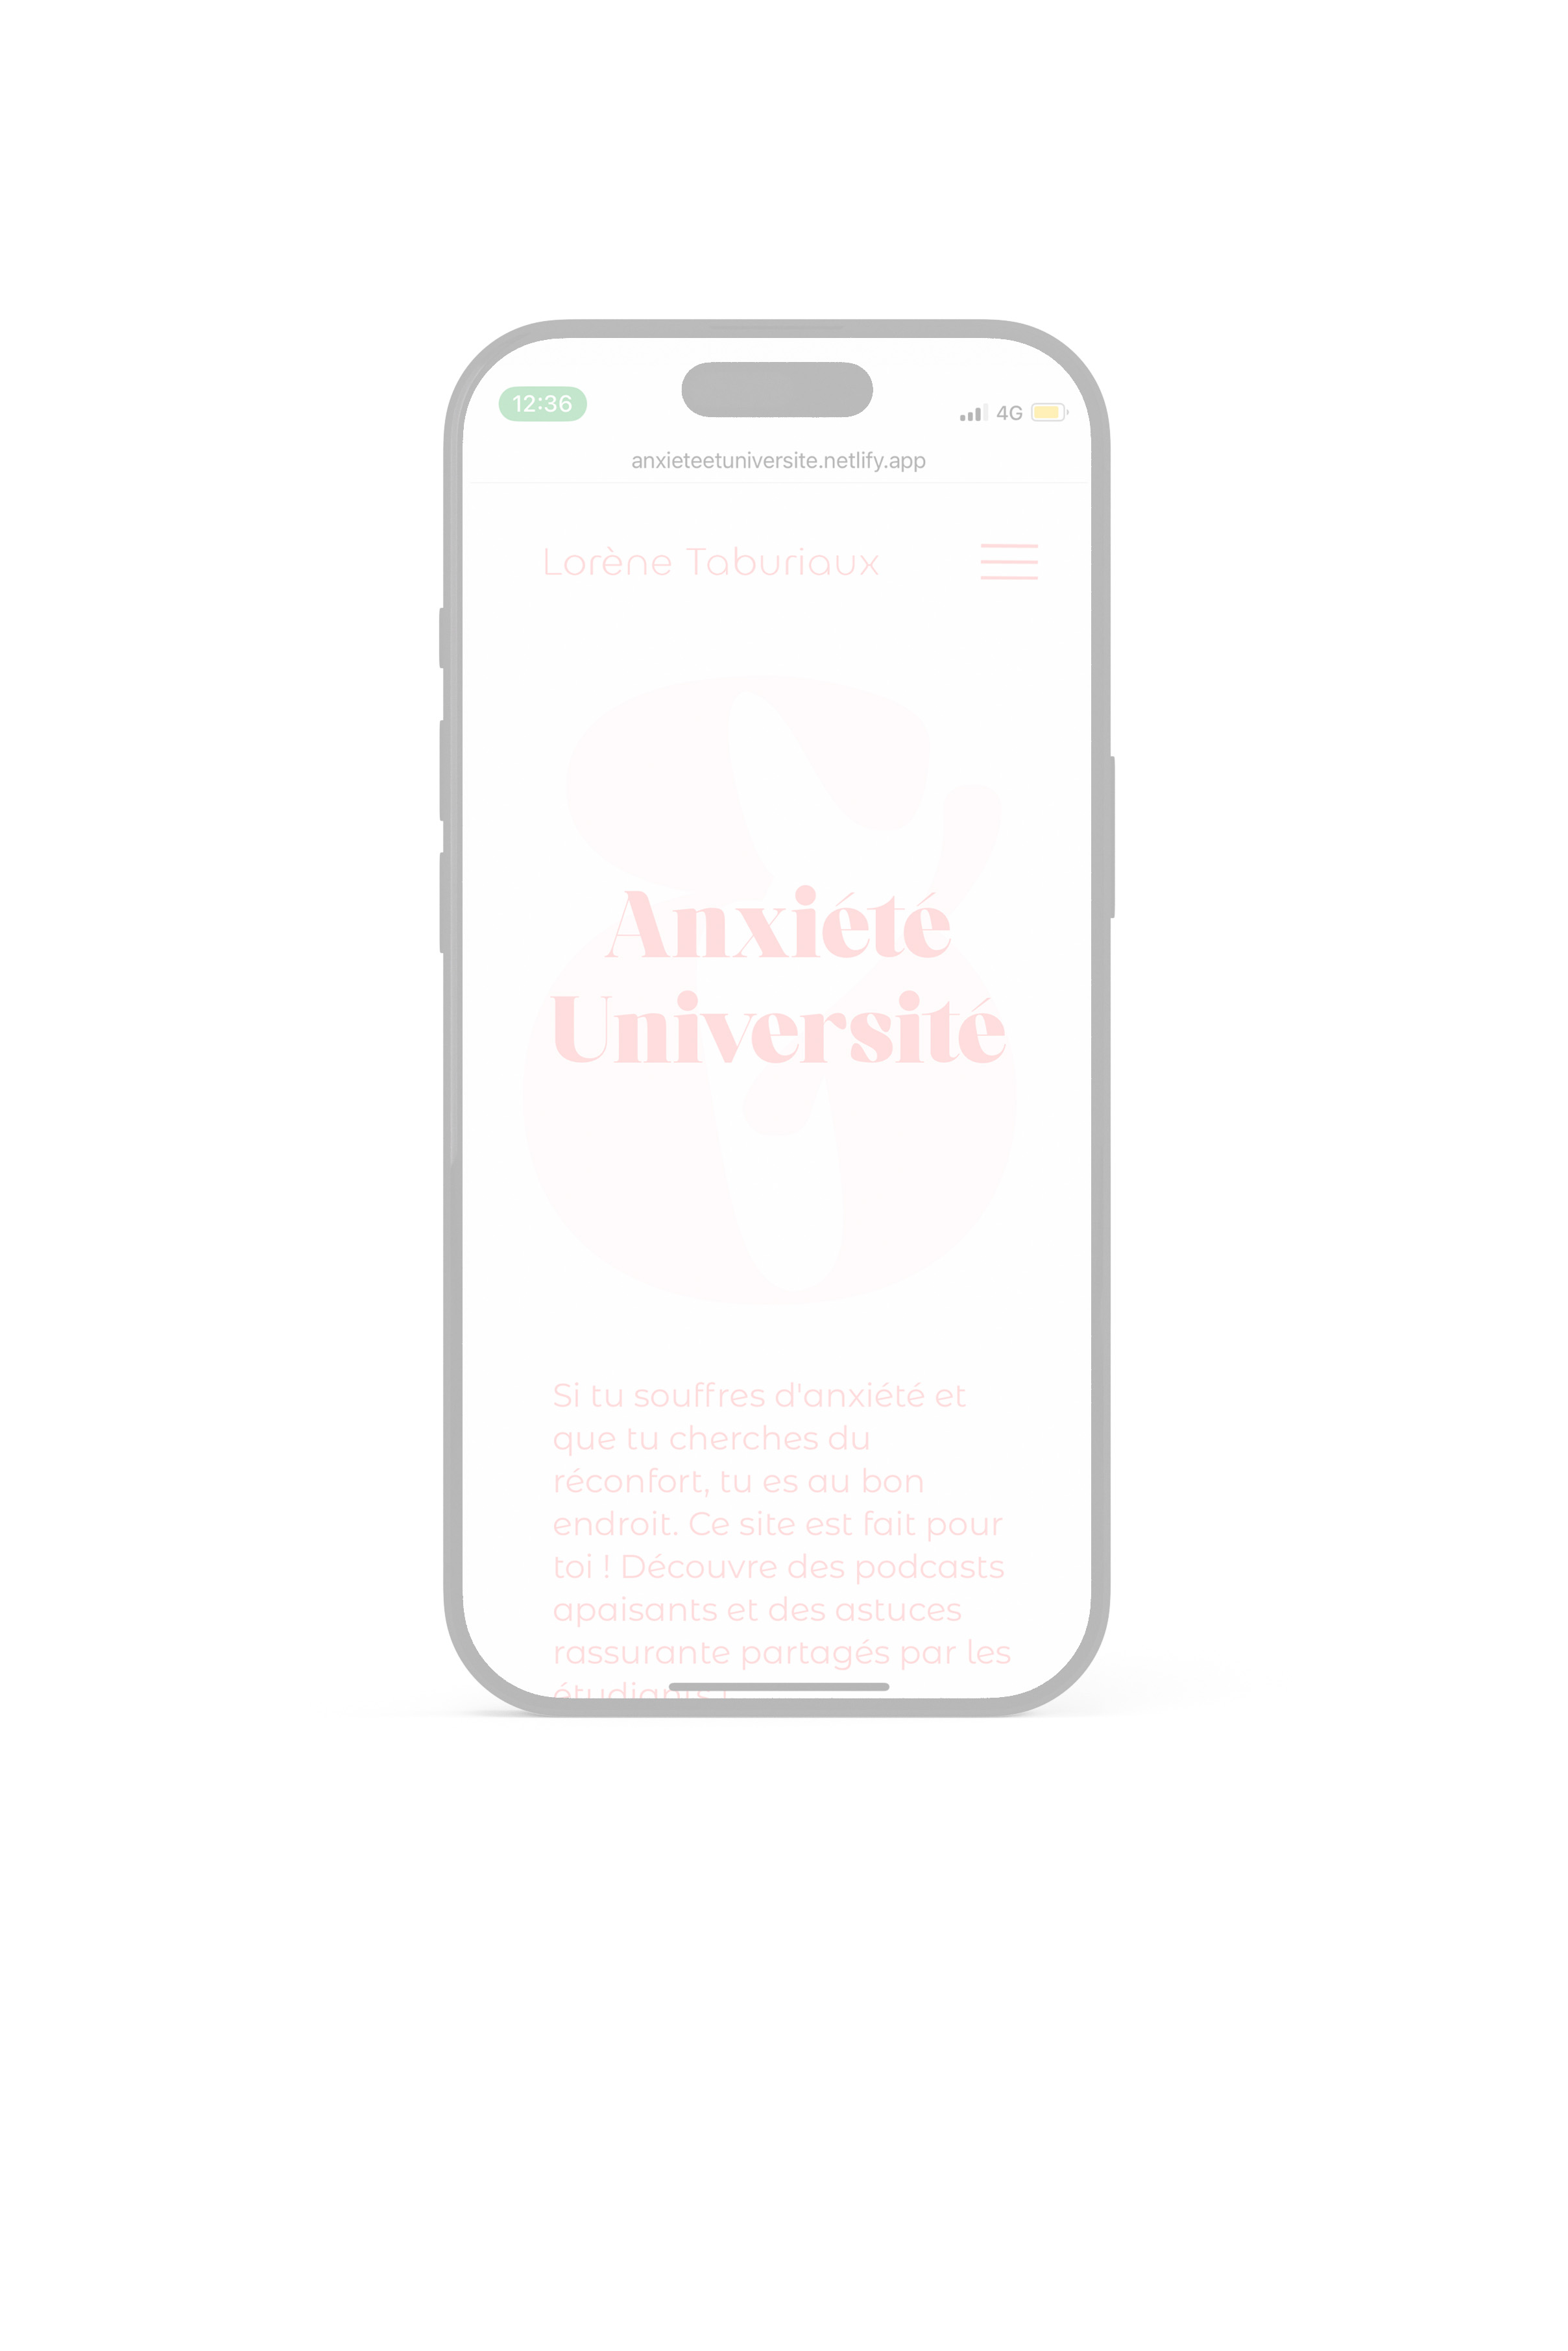 12:36
4G
anxieteetuniversite.netlify.app
Lorène Taburiaux
&
Anxiété
Université
Si tu souffres d'anxiété et
que tu cherches du
réconfort, tu es au bon
endroit. Ce site est fait pour
toi ! Découvre des podcasts
apaisants et des astuces
rassurante partagés par les
étudiants !